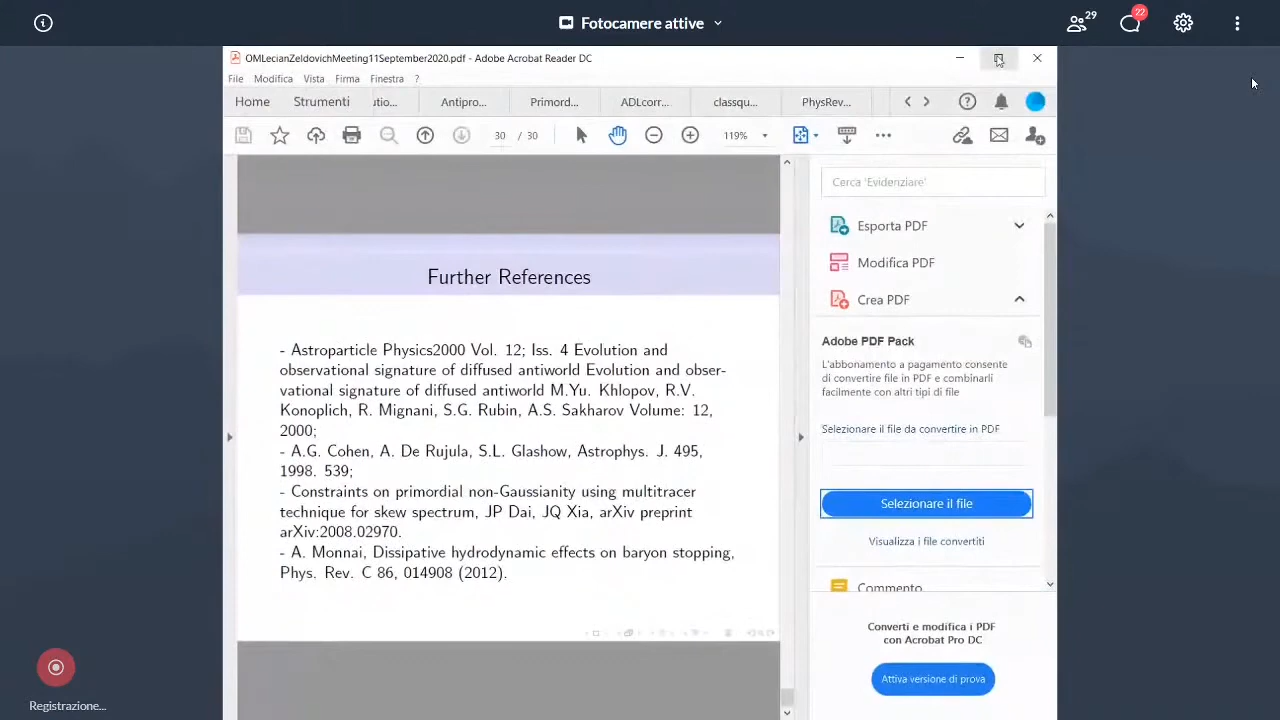 Fotocamere attive
29
22
OMLecianZeldovichMeeting11September2020.pdf - Adobe Acrobat Reader DC
File Modifica Vista Firma Finestra ?
Home Strumenti utio... Antipro... Primord... ADLcorr... classqu... PhysRev...
30 / 30 119%
Cerca 'Evidenziare'
Esporta PDF
Modifica PDF
Crea PDF
Adobe PDF Pack
L'abbonamento a pagamento consente
di convertire file in PDF e combinarli
facilmente con altri tipi di file
Selezionare il file da convertire in PDF
Selezionare il file
Visualizza i file convertiti
Commento
Converti e modifica i PDF
con Acrobat Pro DC
Attiva versione di prova
Further References
- Astroparticle Physics2000 Vol. 12; Iss. 4 Evolution and
observational signature of diffused antiworld Evolution and obser-
vational signature of diffused antiworld M.Yu. Khlopov, R.V.
Konoplich, R. Mignani, S.G. Rubin, A.S. Sakharov Volume: 12,
2000;
- A.G. Cohen, A. De Rujula, S.L. Glashow, Astrophys. J. 495,
1998. 539;
- Constraints on primordial non-Gaussianity using multitracer
technique for skew spectrum, JP Dai, JQ Xia, arXiv preprint
arXiv:2008.02970.
- A. Monnai, Dissipative hydrodynamic effects on baryon stopping,
Phys. Rev. C 86, 014908 (2012).
Registrazione...